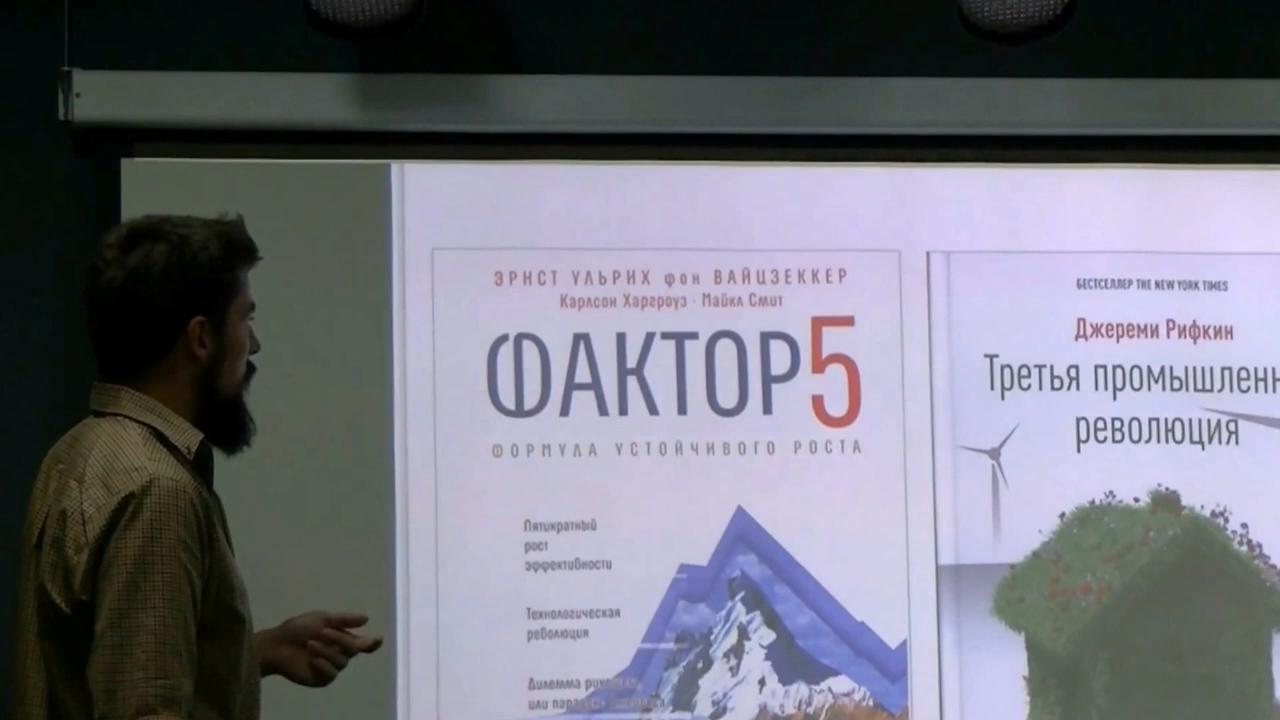 ЭРНСТ УЛЬРИХ фон ВАЙЦЗЕККЕР
Карлсон Харгроуз · Майкл Смит
ФАКТОР5
ФОРМУЛА УСТОЙЧИВОГО РОСТА
Пятикратный
рост
эффективности
Технологическая
революция
Дилемма
или
БЕСТСЕЛЛЕР THE NEW YORK TIMES
Джереми Рифкин
Третья промышленн
революция